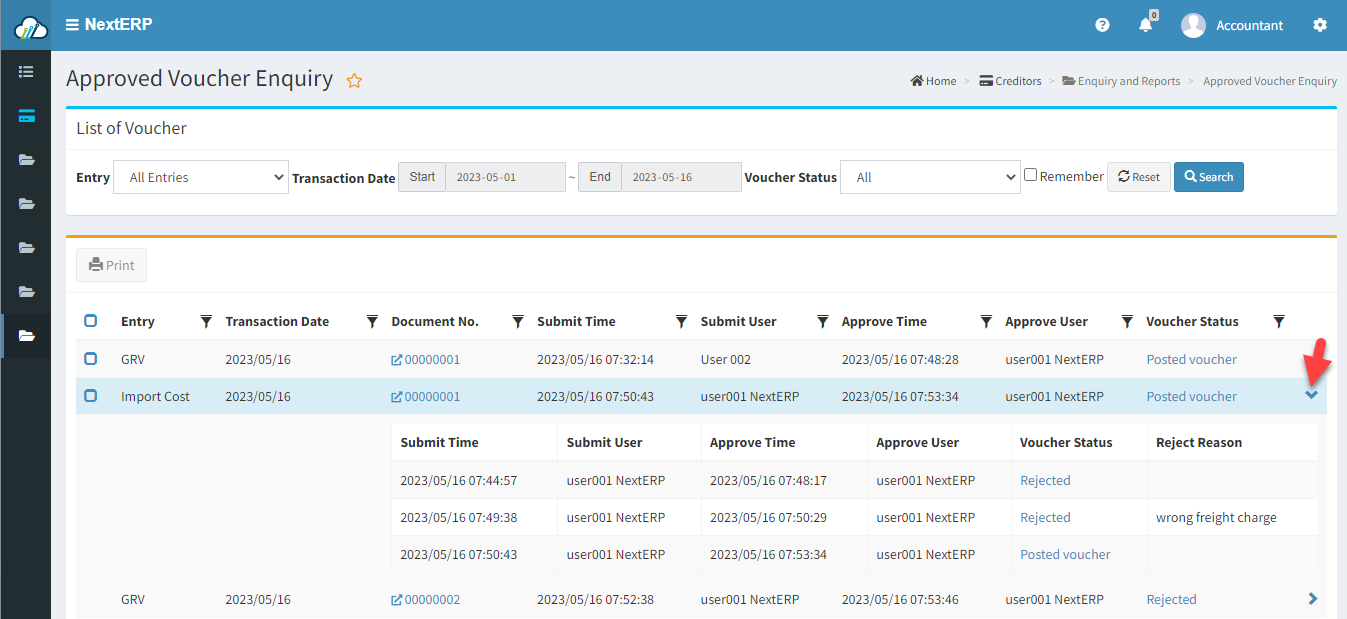 NextERP
0
Accountant
Approved Voucher Enquiry
Home > Creditors > Enquiry and Reports > Approved Voucher Enquiry
List of Voucher
Entry All Entries Transaction Date Start 2023-05-01 ~ End 2023-05-16 Voucher Status All Remember Reset Search
Print
Entry Transaction Date Document No. Submit Time Submit User Approve Time Approve User Voucher Status
GRV 2023/05/16 00000001 2023/05/16 07:32:14 User 002 2023/05/16 07:48:28 user001 NextERP Posted voucher
Import Cost 2023/05/16 00000001 2023/05/16 07:50:43 user001 NextERP 2023/05/16 07:53:34 user001 NextERP Posted voucher
Submit Time Submit User Approve Time Approve User Voucher Status Reject Reason
2023/05/16 07:44:57 user001 NextERP 2023/05/16 07:48:17 user001 NextERP Rejected
2023/05/16 07:49:38 user001 NextERP 2023/05/16 07:50:29 user001 NextERP Rejected wrong freight charge
2023/05/16 07:50:43 user001 NextERP 2023/05/16 07:53:34 user001 NextERP Posted voucher
GRV 2023/05/16 00000002 2023/05/16 07:52:38 user001 NextERP 2023/05/16 07:53:46 user001 NextERP Rejected